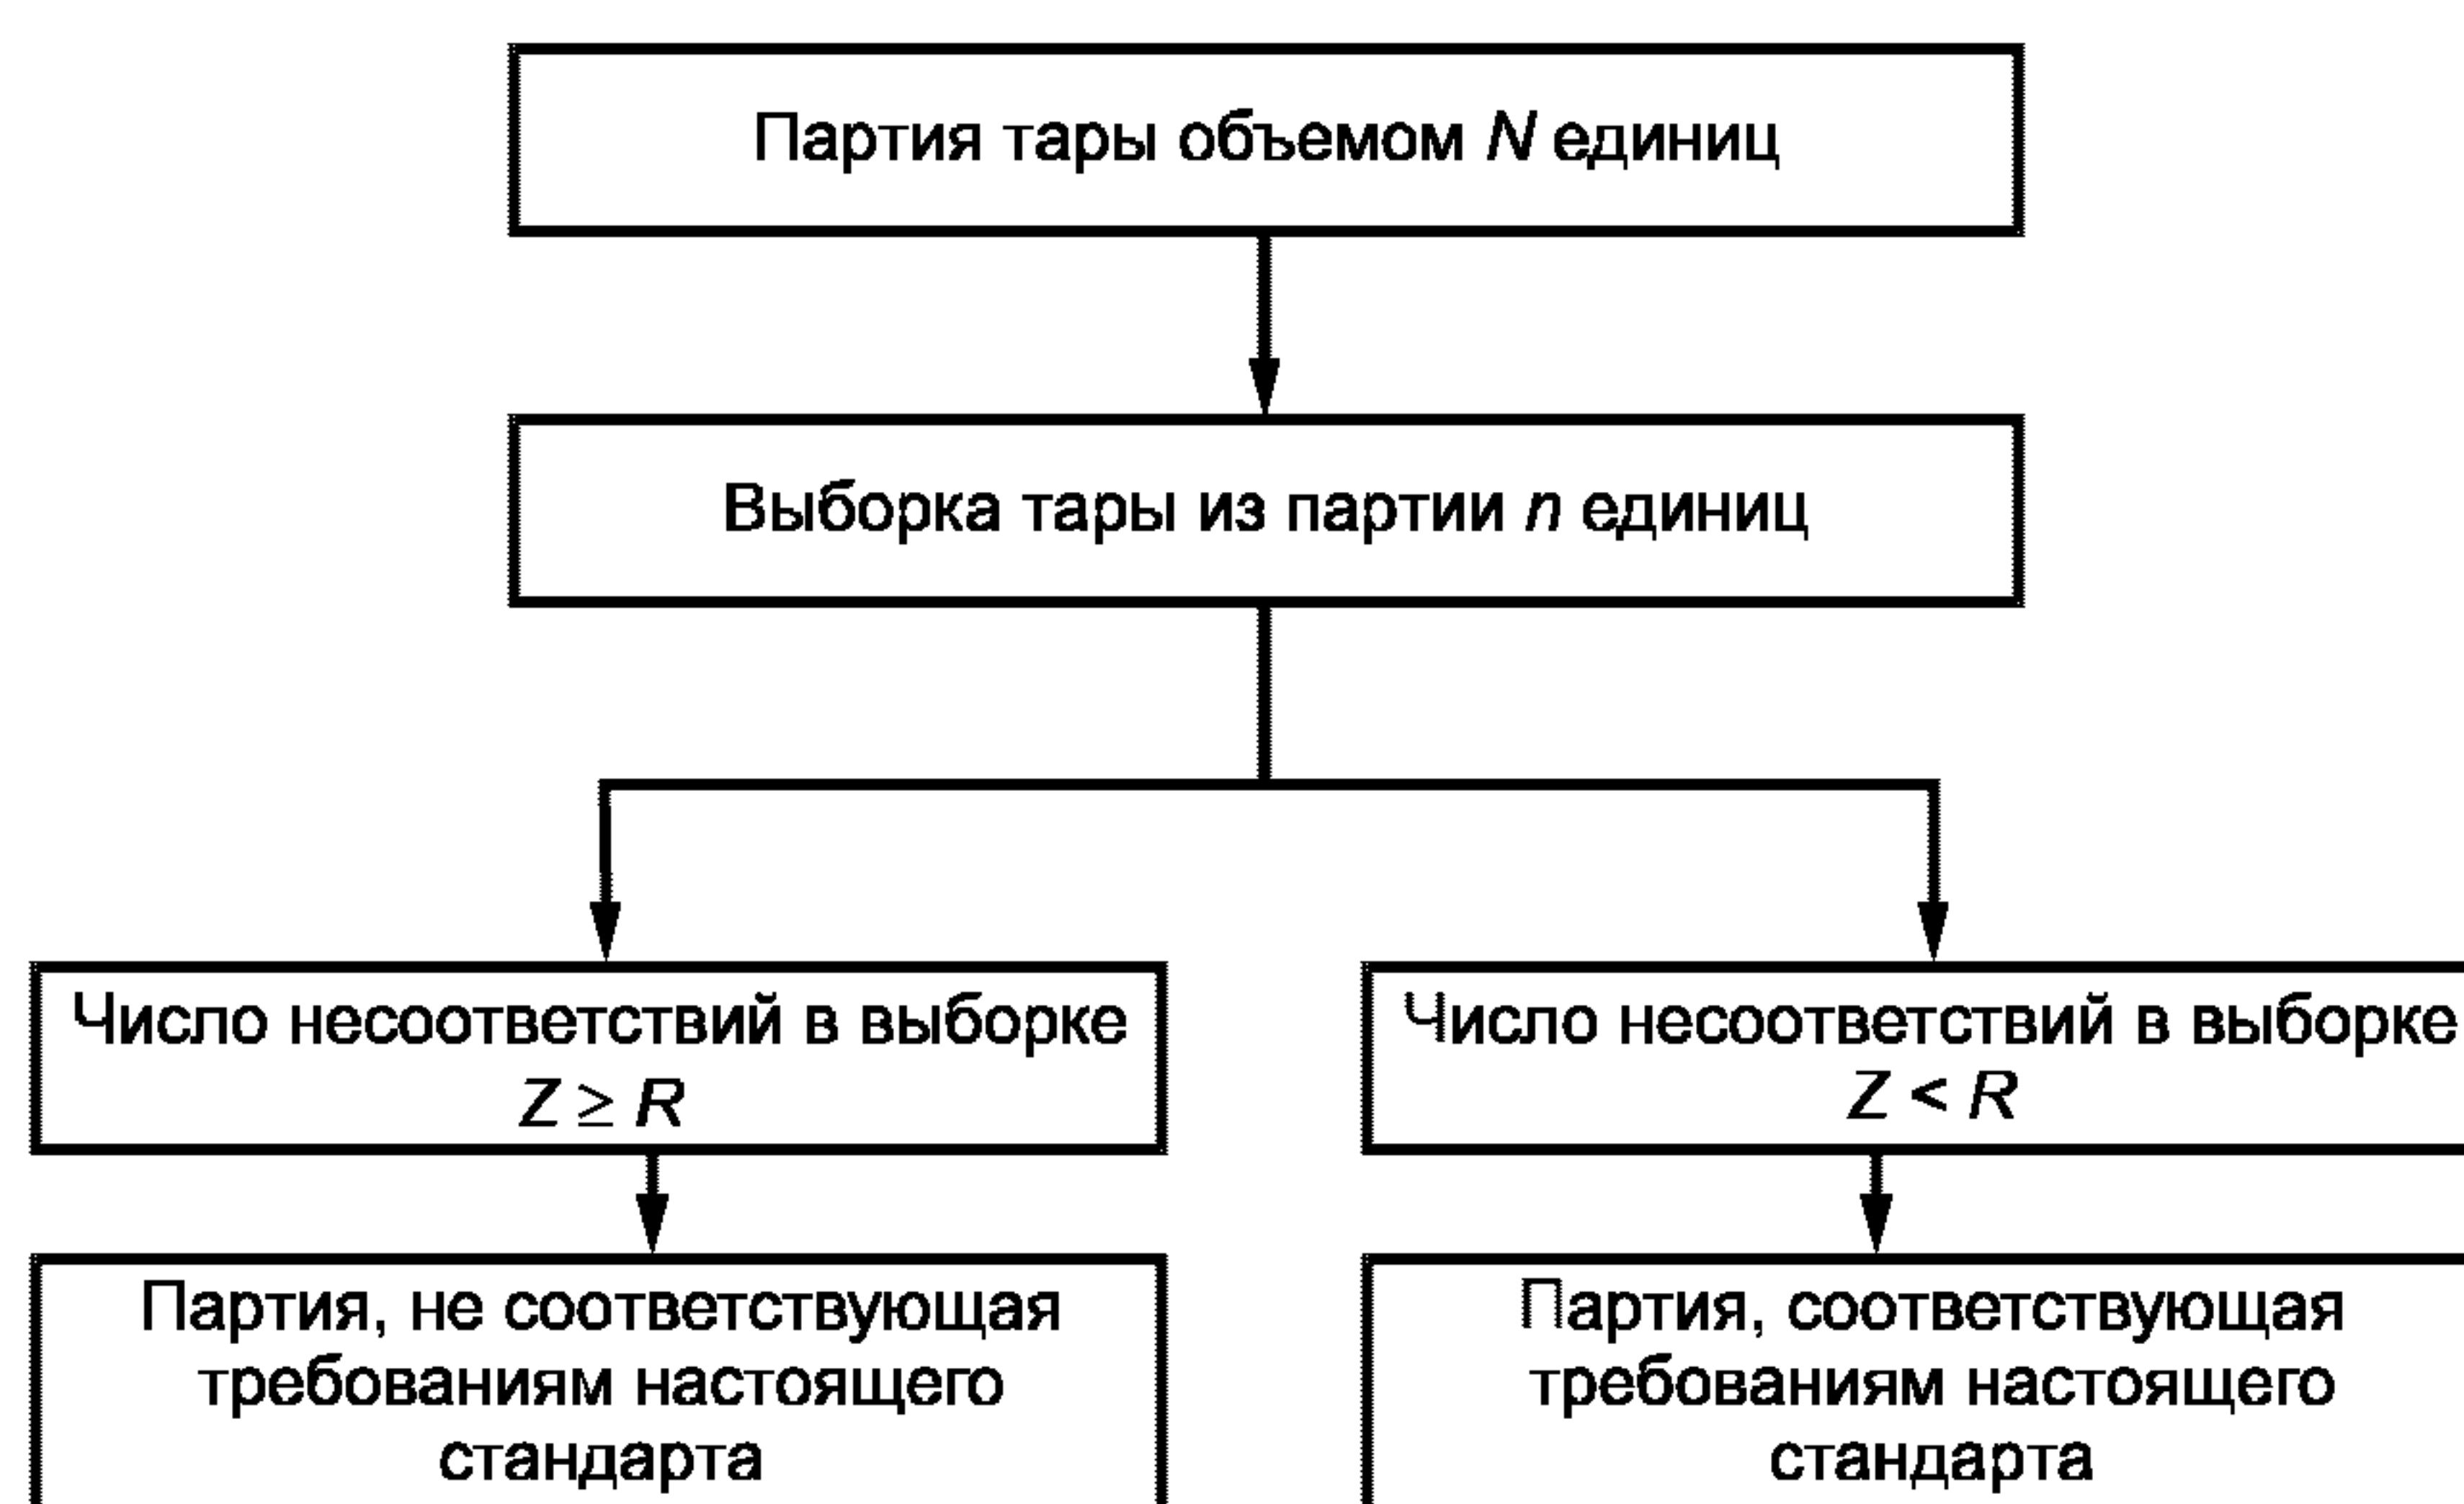 Партия тары объемом N единиц
Выборка тары из партии n единиц
Число несоответствий в выборке
Z ≥ R
Число несоответствий в выборке
Z < R
Партия, не соответствующая
требованиям настоящего
стандарта
Партия, соответствующая
требованиям настоящего
стандарта